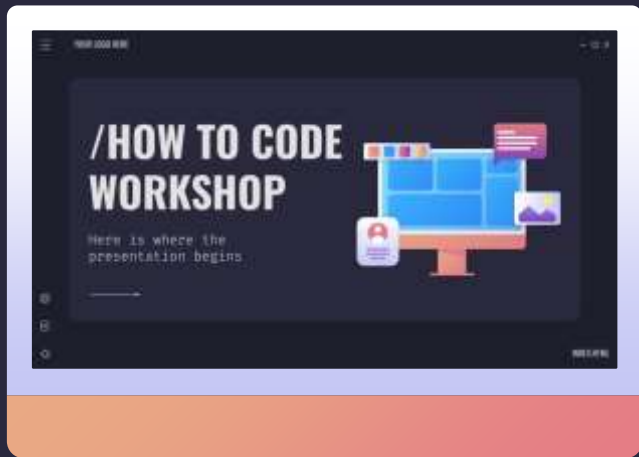 YOUR LOGO HERE
/HOW TO CODE
WORKSHOP
Here is where the
presentation begins